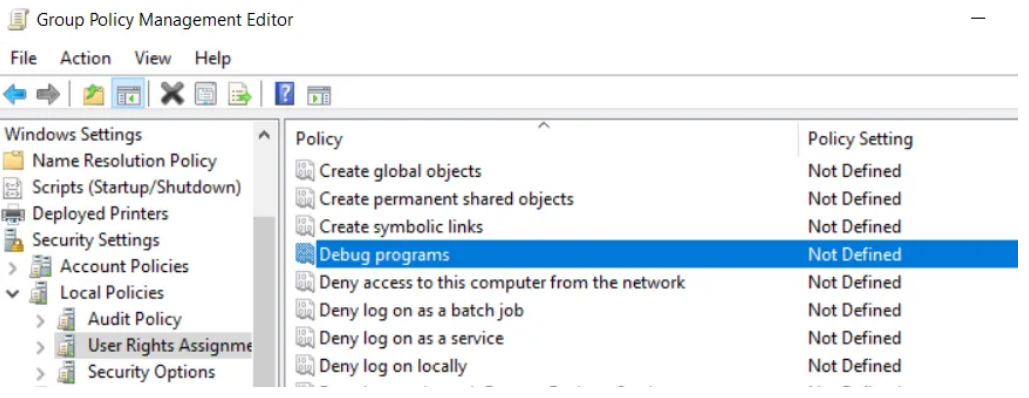 Group Policy Management Editor
File Action View Help
Windows Settings
Name Resolution Policy
Scripts (Startup/Shutdown)
Deployed Printers
Security Settings
Account Policies
Local Policies
Audit Policy
User Rights Assignme
Security Options
Policy Policy Setting
Create global objects Not Defined
Create permanent shared objects Not Defined
Create symbolic links Not Defined
Debug programs Not Defined
Deny access to this computer from the network Not Defined
Deny log on as a batch job Not Defined
Deny log on as a service Not Defined
Deny log on locally Not Defined